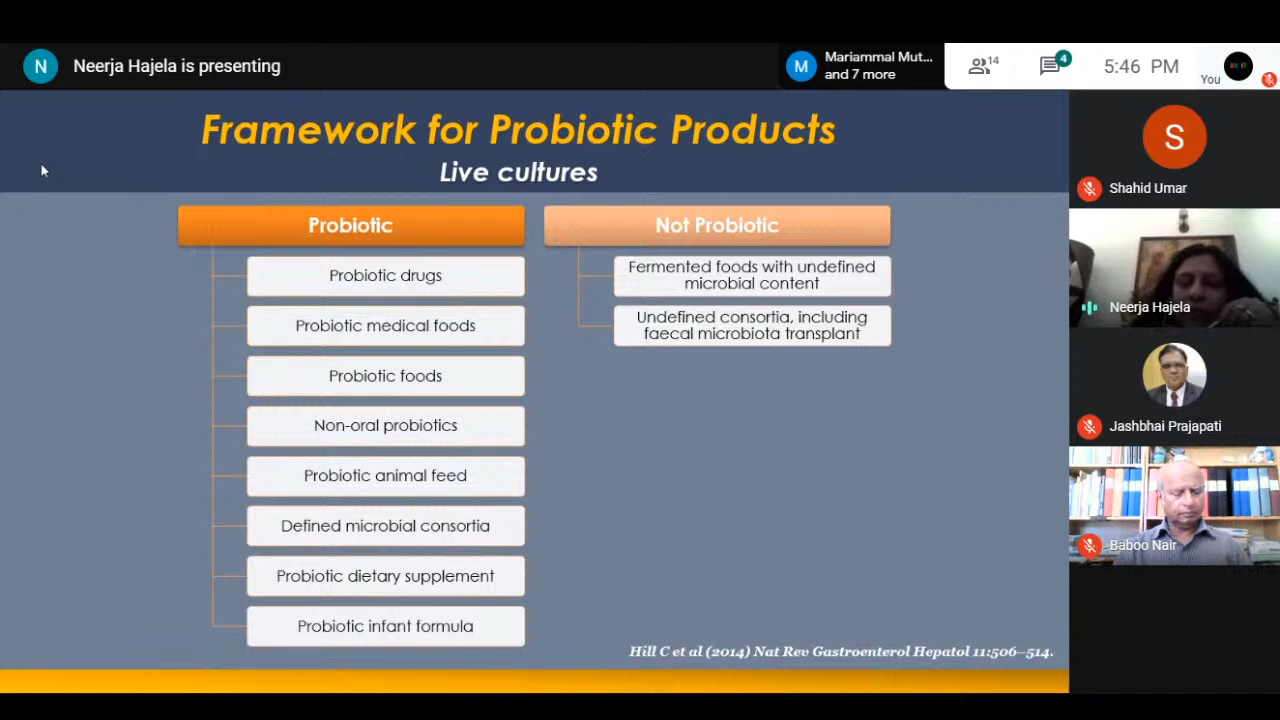 N
Neerja Hajela is presenting
M
Mariammal Mut...
and 7 more
14
4
5:46 PM
You
Framework for Probiotic Products
Live cultures
Probiotic
Probiotic drugs
Probiotic medical foods
Probiotic foods
Non-oral probiotics
Probiotic animal feed
Defined microbial consortia
Probiotic dietary supplement
Probiotic infant formula
Not Probiotic
Fermented foods with undefined
microbial content
Undefined consortia, including
faecal microbiota transplant
Hill C et al (2014) Nat Rev Gastroenterol Hepatol 11:506–514.
S
Shahid Umar
Neerja Hajela
Jashbhai Prajapati
Baboo Nair